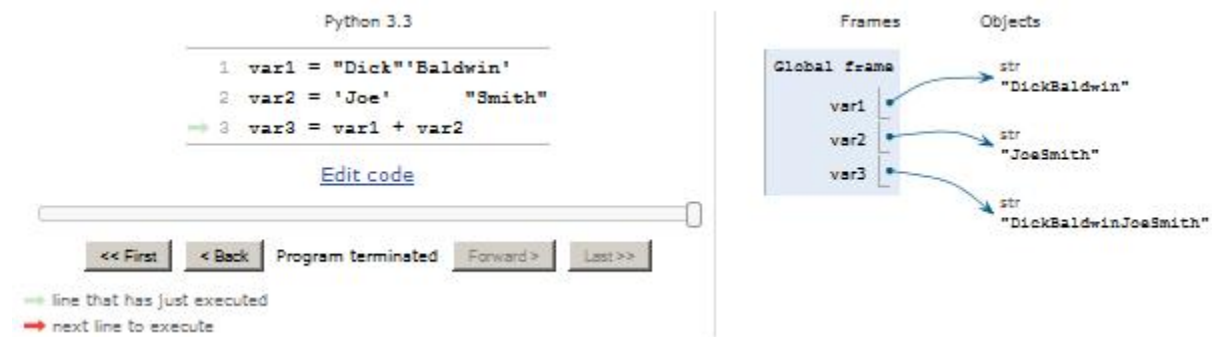 Python 3.3
1 var1 = "Dick"'Baldwin'
2 var2 = 'Joe'      "Smith"
3 var3 = var1 + var2
Edit code
<< First
< Back
Program terminated
Forward >
Last >>
line that has just executed
next line to execute
Frames
Objects
Global frame
var1
var2
var3
str
"DickBaldwin"
str
"JoeSmith"
str
"DickBaldwinJoeSmith"